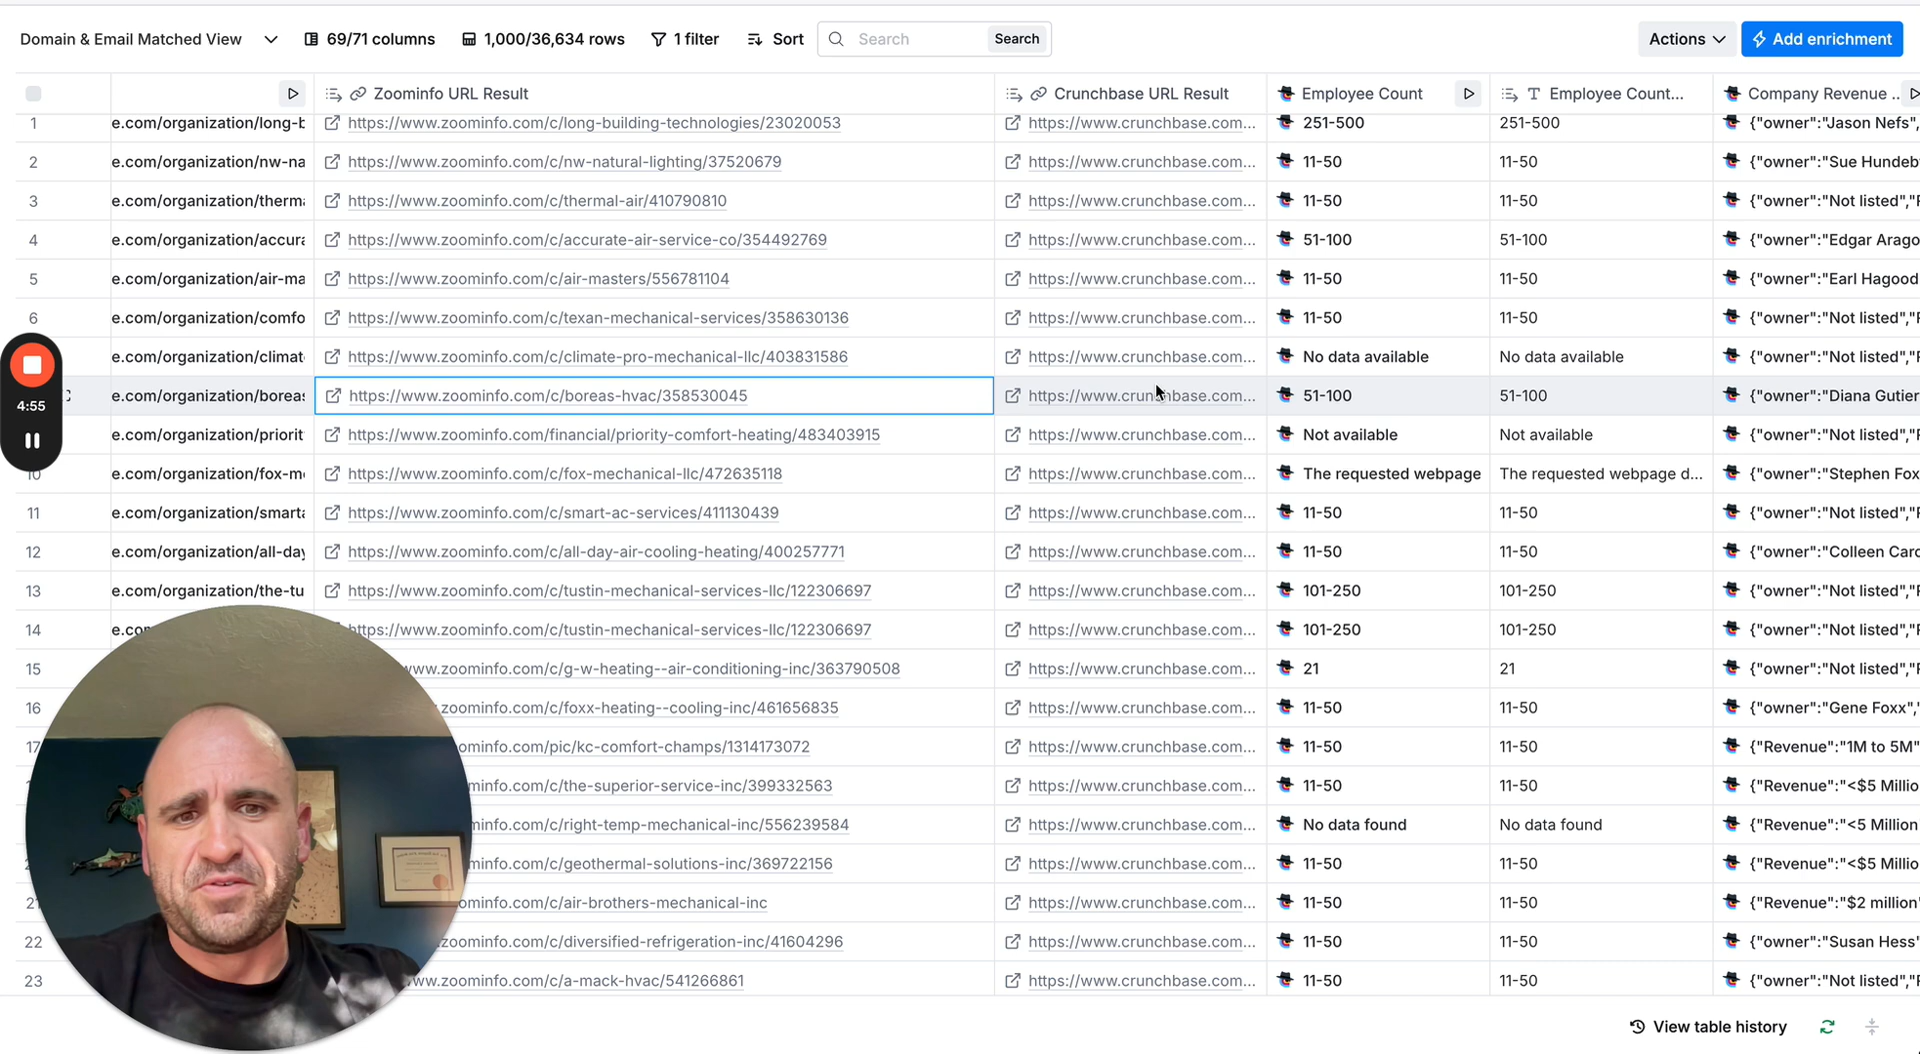 Domain & Email Matched View 69/71 columns 1,000/36,634 rows 1 filter Sort Search Search Actions Add enrichment
Zoominfo URL Result Crunchbase URL Result Employee Count Employee Count... Company Revenue ..
1 e.com/organization/long-b https://www.zoominfo.com/c/long-building-technologies/23020053 https://www.crunchbase.com... 251-500 251-500 {"owner":"Jason Nefs",
2 e.com/organization/nw-na https://www.zoominfo.com/c/nw-natural-lighting/37520679 https://www.crunchbase.com... 11-50 11-50 {"owner":"Sue Hundeb
3 e.com/organization/therma https://www.zoominfo.com/c/thermal-air/410790810 https://www.crunchbase.com... 11-50 11-50 {"owner":"Not listed","
4 e.com/organization/accura https://www.zoominfo.com/c/accurate-air-service-co/354492769 https://www.crunchbase.com... 51-100 51-100 {"owner":"Edgar Arago
5 e.com/organization/air-ma https://www.zoominfo.com/c/air-masters/556781104 https://www.crunchbase.com... 11-50 11-50 {"owner":"Earl Hagood
6 e.com/organization/comfo https://www.zoominfo.com/c/texan-mechanical-services/358630136 https://www.crunchbase.com... 11-50 11-50 {"owner":"Not listed","
e.com/organization/climat https://www.zoominfo.com/c/climate-pro-mechanical-llc/403831586 https://www.crunchbase.com... No data available No data available {"owner":"Not listed","
e.com/organization/boreas https://www.zoominfo.com/c/boreas-hvac/358530045 https://www.crunchbase.com... 51-100 51-100 {"owner":"Diana Gutier
4:55
e.com/organization/priorit https://www.zoominfo.com/financial/priority-comfort-heating/483403915 https://www.crunchbase.com... Not available Not available {"owner":"Not listed","
10 e.com/organization/fox-me https://www.zoominfo.com/c/fox-mechanical-llc/472635118 https://www.crunchbase.com... The requested webpage The requested webpage d... {"owner":"Stephen Fox
11 e.com/organization/smarta https://www.zoominfo.com/c/smart-ac-services/411130439 https://www.crunchbase.com... 11-50 11-50 {"owner":"Not listed","
12 e.com/organization/all-day https://www.zoominfo.com/c/all-day-air-cooling-heating/400257771 https://www.crunchbase.com... 11-50 11-50 {"owner":"Colleen Carc
13 e.com/organization/the-tu https://www.zoominfo.com/c/tustin-mechanical-services-llc/122306697 https://www.crunchbase.com... 101-250 101-250 {"owner":"Not listed","
14 e.com https://www.zoominfo.com/c/tustin-mechanical-services-llc/122306697 https://www.crunchbase.com... 101-250 101-250 {"owner":"Not listed","
15 .zoominfo.com/c/g-w-heating--air-conditioning-inc/363790508 https://www.crunchbase.com... 21 21 {"owner":"Not listed","
16 zoominfo.com/c/foxx-heating--cooling-inc/461656835 https://www.crunchbase.com... 11-50 11-50 {"owner":"Gene Foxx","
17 oominfo.com/pic/kc-comfort-champs/1314173072 https://www.crunchbase.com... 11-50 11-50 {"Revenue":"1M to 5M"
minfo.com/c/the-superior-service-inc/399332563 https://www.crunchbase.com... 11-50 11-50 {"Revenue":"<$5 Millio
minfo.com/c/right-temp-mechanical-inc/556239584 https://www.crunchbase.com... No data found No data found {"Revenue":"<5 Million
minfo.com/c/geothermal-solutions-inc/369722156 https://www.crunchbase.com... 11-50 11-50 {"Revenue":"<$5 Millio
21 ominfo.com/c/air-brothers-mechanical-inc https://www.crunchbase.com... 11-50 11-50 {"Revenue":"$2 million"
22 zoominfo.com/c/diversified-refrigeration-inc/41604296 https://www.crunchbase.com... 11-50 11-50 {"owner":"Susan Hess"
23 www.zoominfo.com/c/a-mack-hvac/541266861 https://www.crunchbase.com... 11-50 11-50 {"owner":"Not listed","
View table history